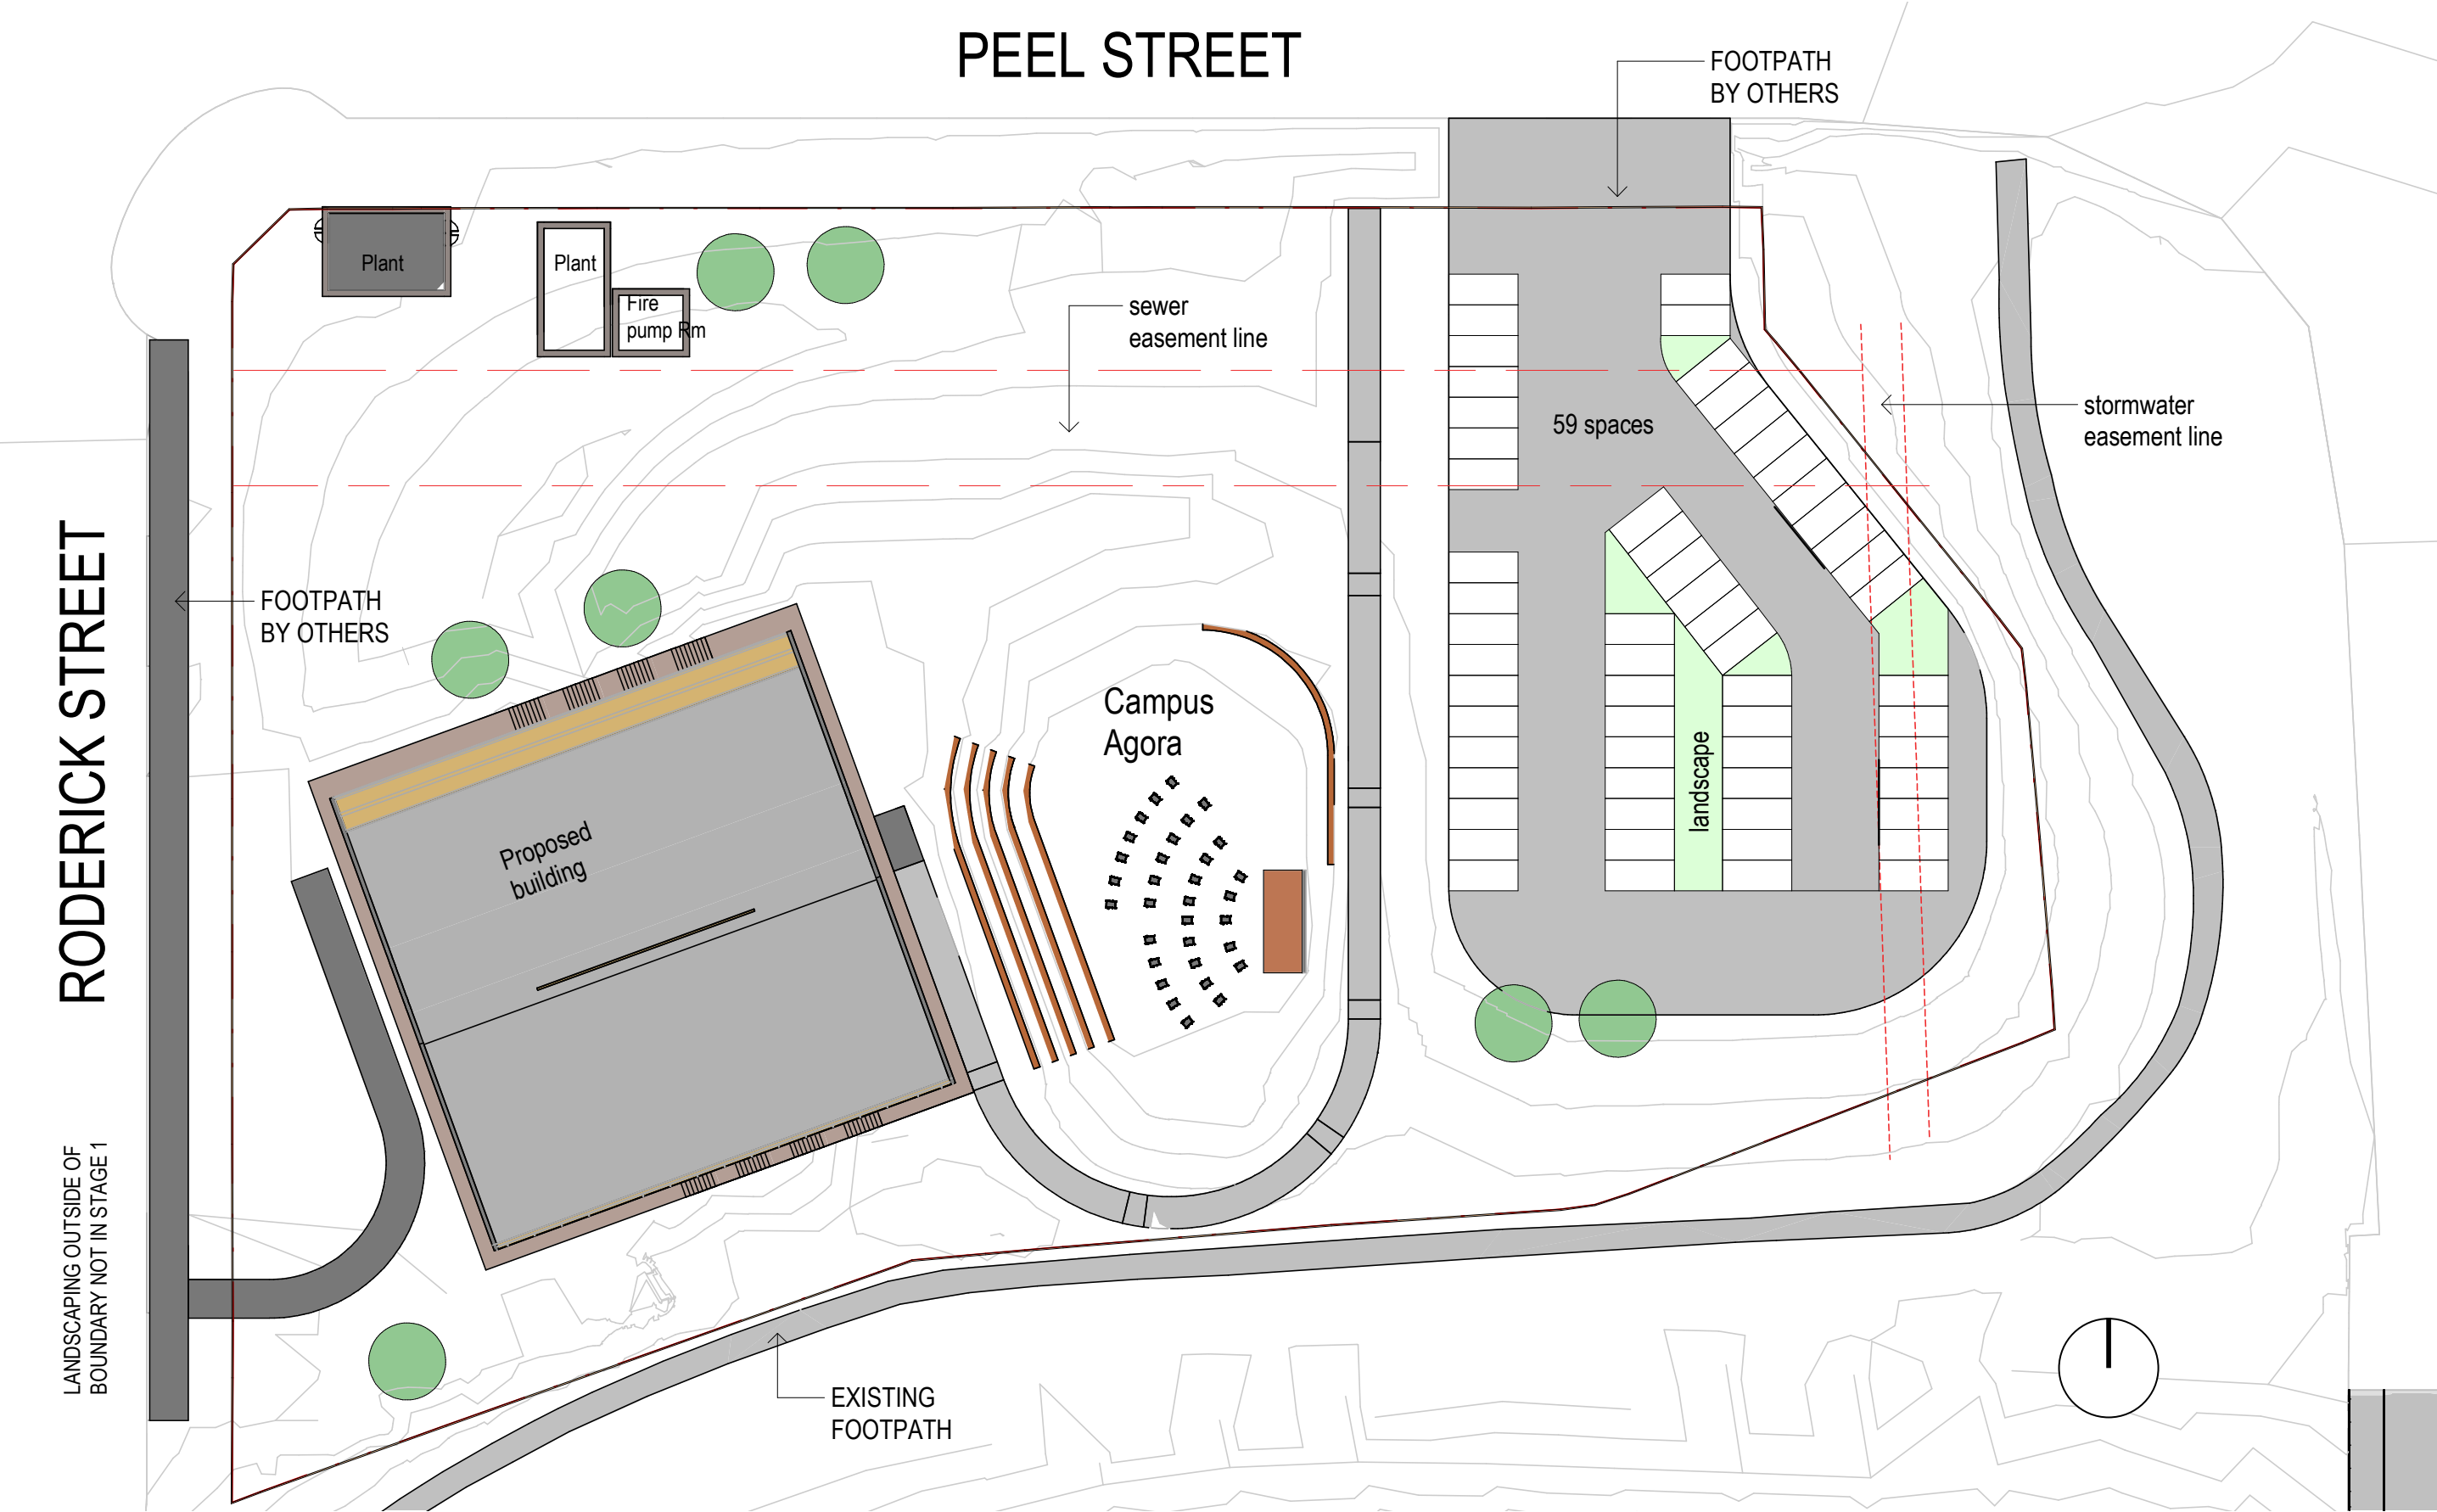 PEEL STREET
FOOTPATH
BY OTHERS
Plant
Plant
Fire
pump Rm
sewer
easement line
59 spaces
stormwater
easement line
FOOTPATH
BY OTHERS
RODERICK STREET
Campus
Agora
landscape
Proposed
building
LANDSCAPING OUTSIDE OF
BOUNDARY NOT IN STAGE 1
EXISTING
FOOTPATH